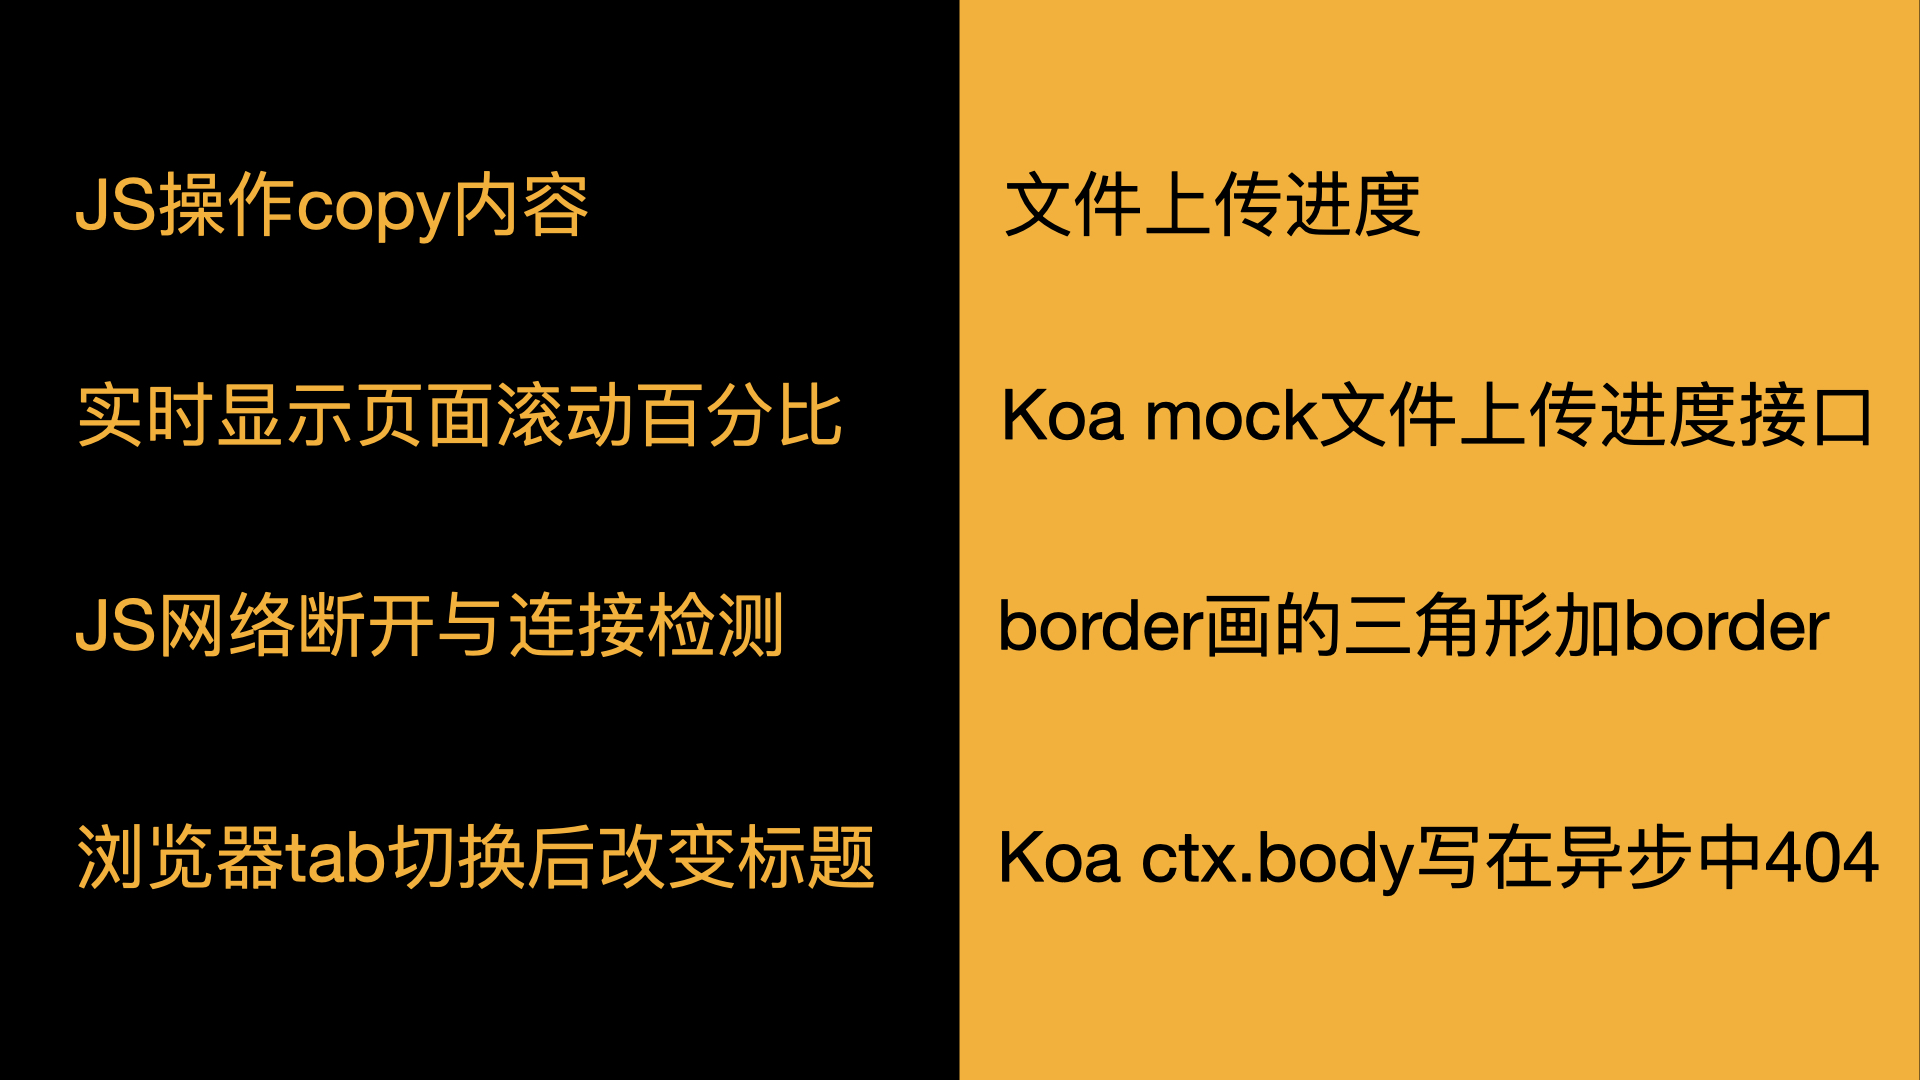 JS操作copy内容
实时显示页面滚动百分比
JS网络断开与连接检测
浏览器tab切换后改变标题
文件上传进度
Koa mock文件上传进度接口
border画的三角形加border
Koa ctx.body写在异步中404